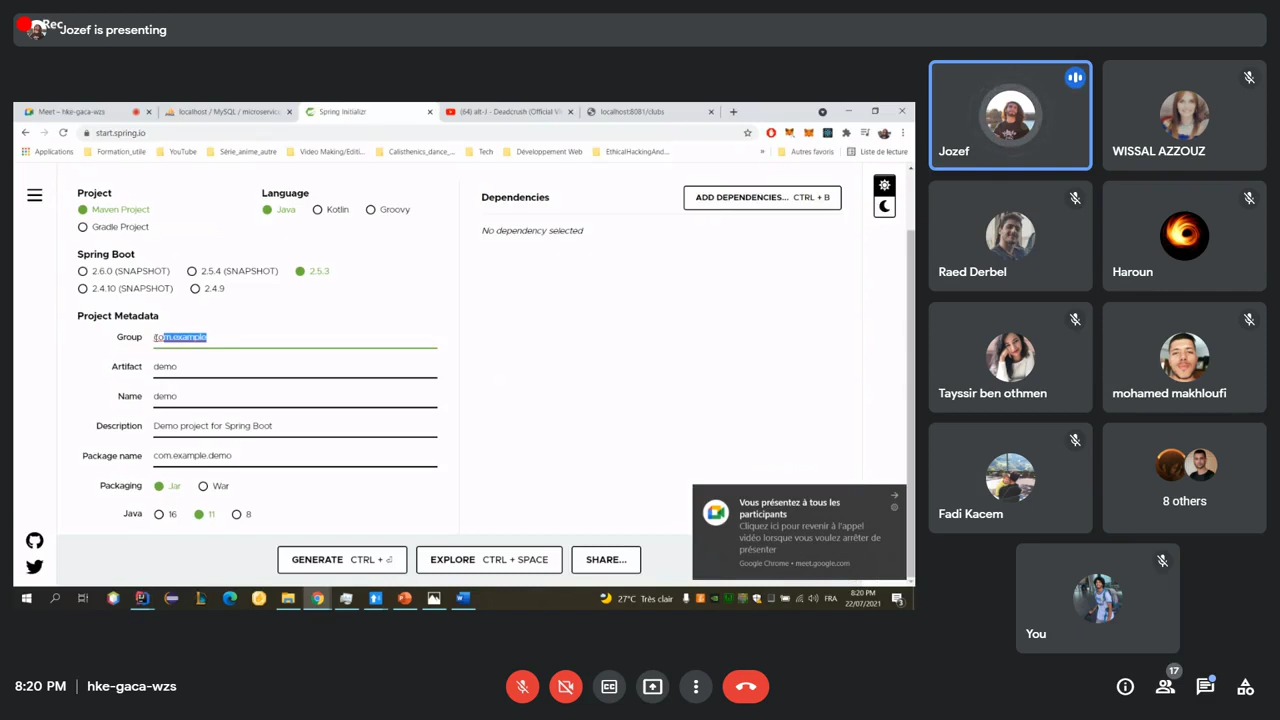 Rec
Jozef is presenting
Meet – hke-gaca-wzs
localhost / MySQL / microservice
Spring Initializr
(64) alt-J - Deadcrush (Official Vi
localhost:8081/clubs
start.spring.io
Applications
Formation_utile
YouTube
Série_anime_autre
Video Making/Editi...
Calisthenics_dance_...
Tech
Développement Web
EthicalHackingAnd...
»
Autres favoris
Liste de lecture
Project
Language
Maven Project
Java
Kotlin
Groovy
Gradle Project
Spring Boot
2.6.0 (SNAPSHOT)
2.5.4 (SNAPSHOT)
2.5.3
2.4.10 (SNAPSHOT)
2.4.9
Project Metadata
Group
com.example
Artifact
demo
Name
demo
Description
Demo project for Spring Boot
Package name
com.example.demo
Packaging
Jar
War
Java
16
11
8
Dependencies
ADD DEPENDENCIES... CTRL + B
No dependency selected
GENERATE CTRL + ⏎
EXPLORE CTRL + SPACE
SHARE...
Vous présentez à tous les
participants
Cliquez ici pour revenir à l'appel
vidéo lorsque vous voulez arrêter de
présenter
Google Chrome • meet.google.com
27°C Très clair
FRA
8:20 PM
22/07/2021
3
Jozef
WISSAL AZZOUZ
Raed Derbel
Haroun
Tayssir ben othmen
mohamed makhloufi
Fadi Kacem
8 others
You
8:20 PM
hke-gaca-wzs
17